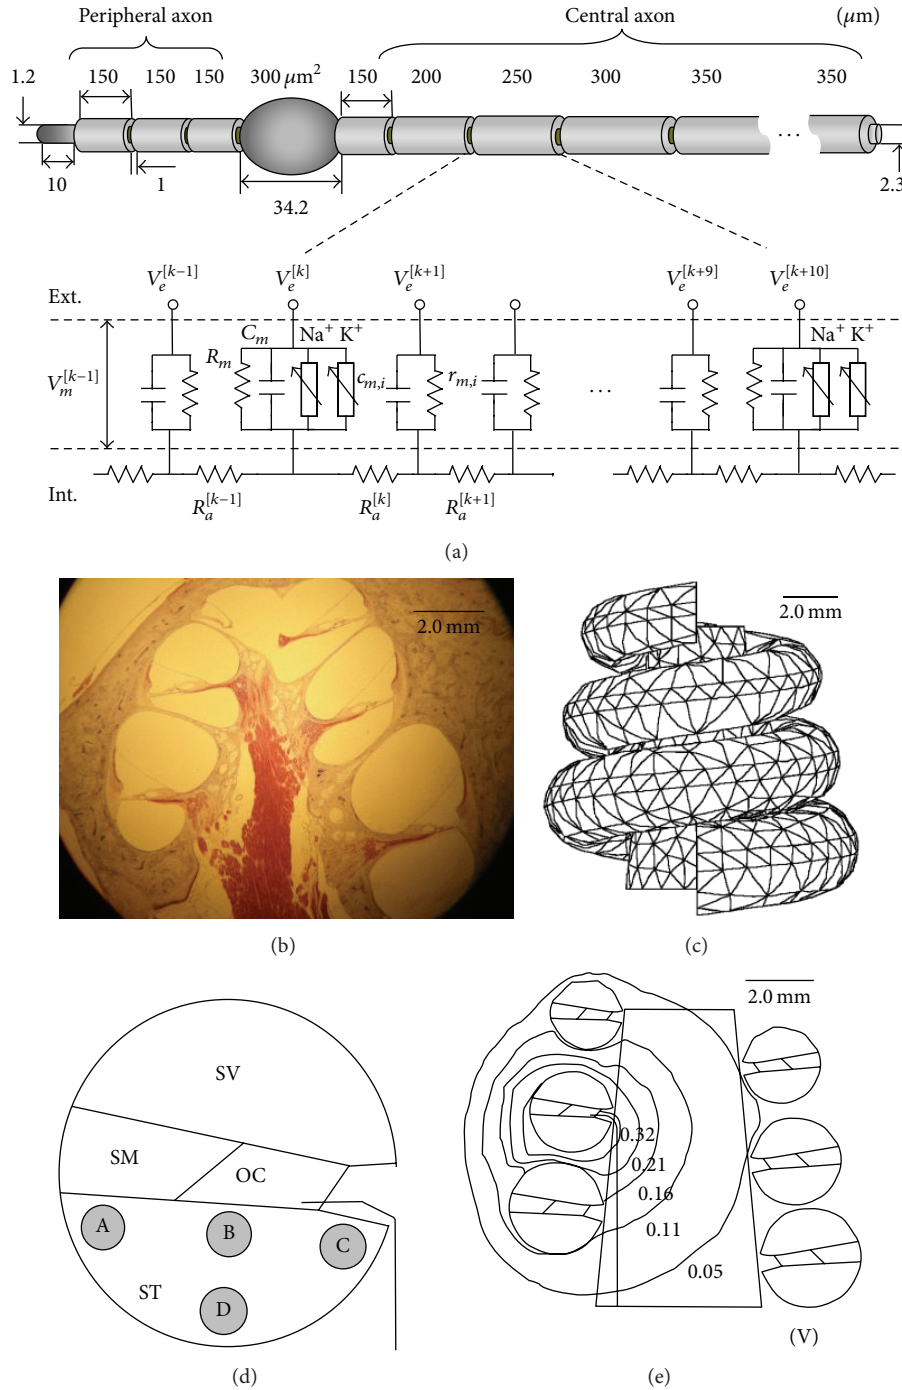 Peripheral axon Central axon (μm)
1.2 150 150 150 300 μm² 150 200 250 300 350 350
...
10 1 34.2 2.3
V_e^[k−1] V_e^[k] V_e^[k+1] V_e^[k+9] V_e^[k+10]
Ext.
C_m Na⁺ K⁺ Na⁺ K⁺
R_m
V_m^[k−1] c_m,i r_m,i ...
Int.
R_a^[k−1] R_a^[k] R_a^[k+1]
(a)
2.0 mm
2.0 mm
(b) (c)
SV
SM
OC
A B C
ST
D
(d)
2.0 mm
0.32
0.21
0.16
0.11
0.05
(V)
(e)